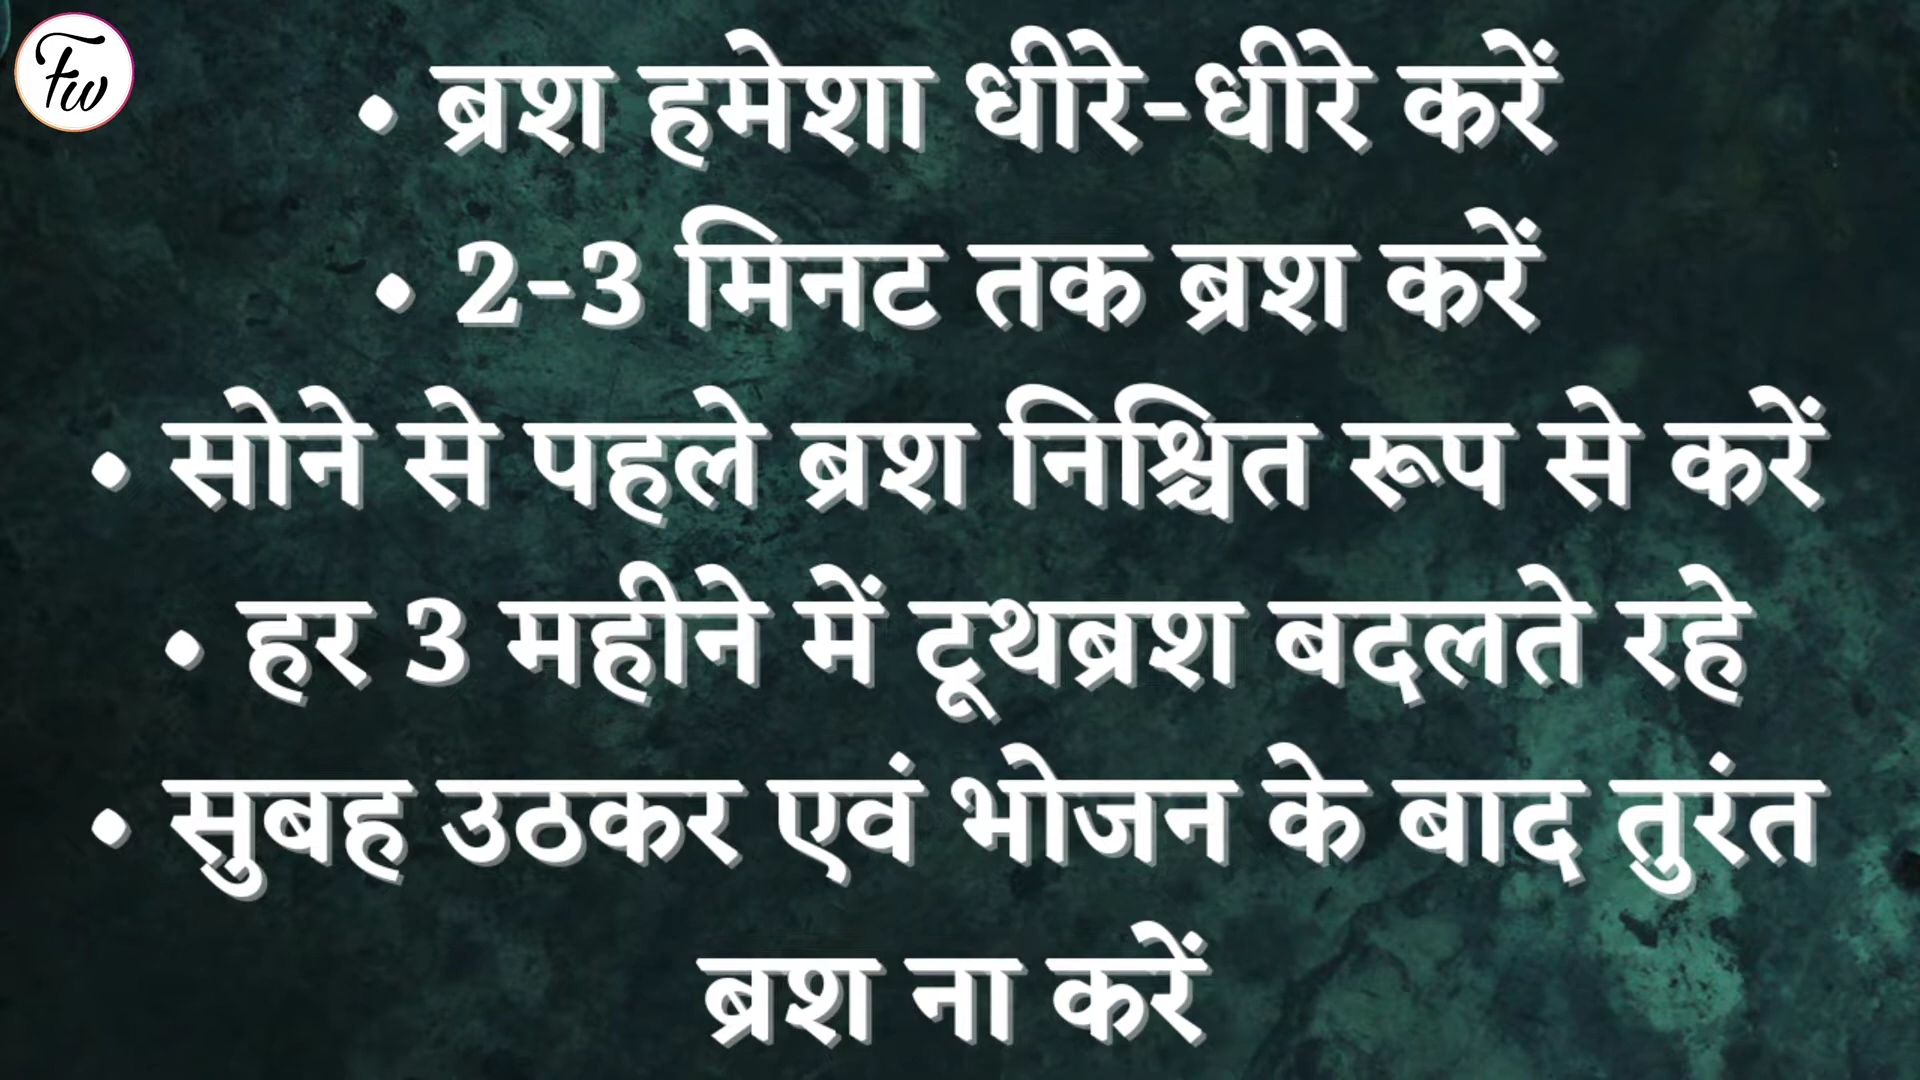 Fw
• ब्रश हमेशा धीरे-धीरे करें
• 2-3 मिनट तक ब्रश करें
• सोने से पहले ब्रश निश्चित रूप से करें
• हर 3 महीने में टूथब्रश बदलते रहे
• सुबह उठकर एवं भोजन के बाद तुरंत
ब्रश ना करें